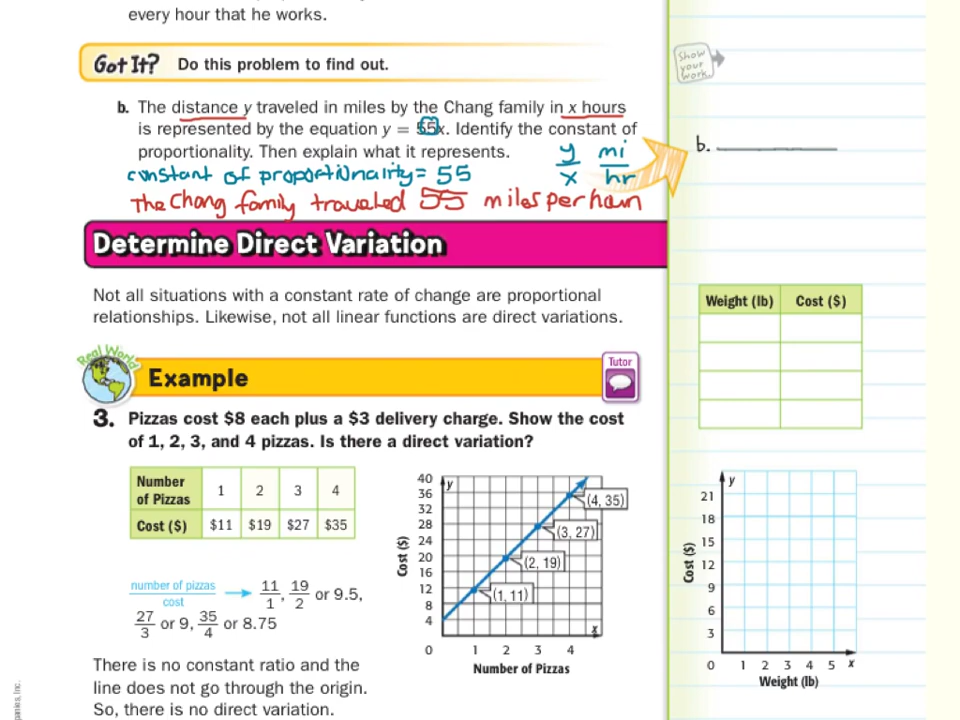 every hour that he works.
Got It? Do this problem to find out.
Show your work.
b. The distance y traveled in miles by the Chang family in x hours
is represented by the equation y = 55x. Identify the constant of
proportionality. Then explain what it represents.
y/x mi/hr
b.
constant of proportionality = 55
The Chang family traveled 55 miles per hour
Determine Direct Variation
Not all situations with a constant rate of change are proportional
relationships. Likewise, not all linear functions are direct variations.
Weight (lb) Cost ($)
Real World
Example
Tutor
3. Pizzas cost $8 each plus a $3 delivery charge. Show the cost
of 1, 2, 3, and 4 pizzas. Is there a direct variation?
Number of Pizzas 1 2 3 4
Cost ($) $11 $19 $27 $35
number of pizzas/cost → 11/1, 19/2 or 9.5,
27/3 or 9, 35/4 or 8.75
There is no constant ratio and the
line does not go through the origin.
So, there is no direct variation.
y
40
36
32
28
24
20
16
12
8
4
0 1 2 3 4
x
Cost ($)
Number of Pizzas
(4, 35)
(3, 27)
(2, 19)
(1, 11)
y
21
18
15
12
9
6
3
0 1 2 3 4 5 x
Cost ($)
Weight (lb)
panies, Inc.